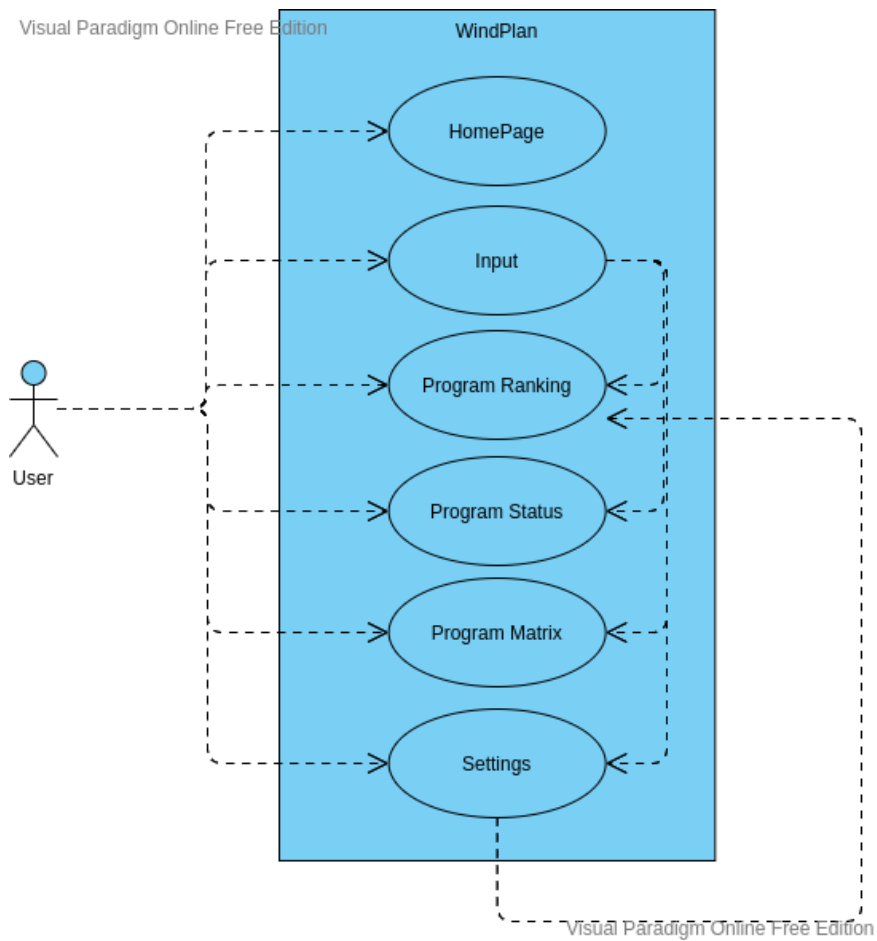 Visual Paradigm Online Free Edition
WindPlan
HomePage
Input
Program Ranking
Program Status
Program Matrix
Settings
User
Visual Paradigm Online Free Edition